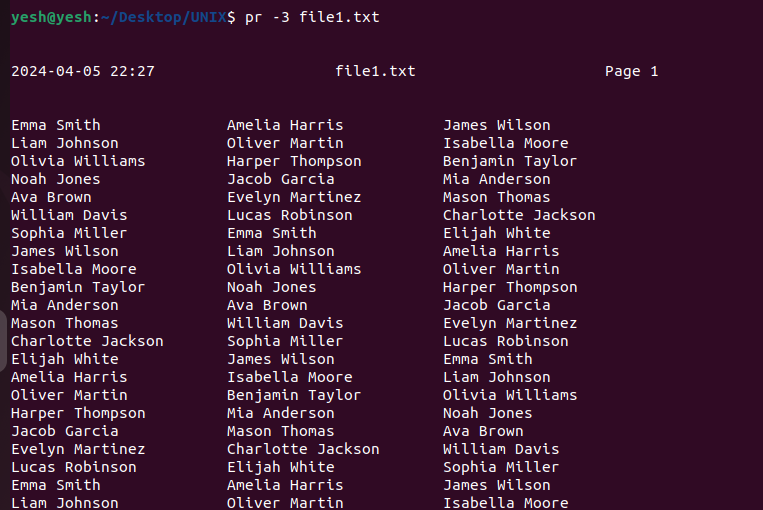 yesh@yesh:~/Desktop/UNIX$ pr -3 file1.txt
2024-04-05 22:27 file1.txt Page 1
Emma Smith Amelia Harris James Wilson
Liam Johnson Oliver Martin Isabella Moore
Olivia Williams Harper Thompson Benjamin Taylor
Noah Jones Jacob Garcia Mia Anderson
Ava Brown Evelyn Martinez Mason Thomas
William Davis Lucas Robinson Charlotte Jackson
Sophia Miller Emma Smith Elijah White
James Wilson Liam Johnson Amelia Harris
Isabella Moore Olivia Williams Oliver Martin
Benjamin Taylor Noah Jones Harper Thompson
Mia Anderson Ava Brown Jacob Garcia
Mason Thomas William Davis Evelyn Martinez
Charlotte Jackson Sophia Miller Lucas Robinson
Elijah White James Wilson Emma Smith
Amelia Harris Isabella Moore Liam Johnson
Oliver Martin Benjamin Taylor Olivia Williams
Harper Thompson Mia Anderson Noah Jones
Jacob Garcia Mason Thomas Ava Brown
Evelyn Martinez Charlotte Jackson William Davis
Lucas Robinson Elijah White Sophia Miller
Emma Smith Amelia Harris James Wilson
Liam Johnson Oliver Martin Isabella Moore